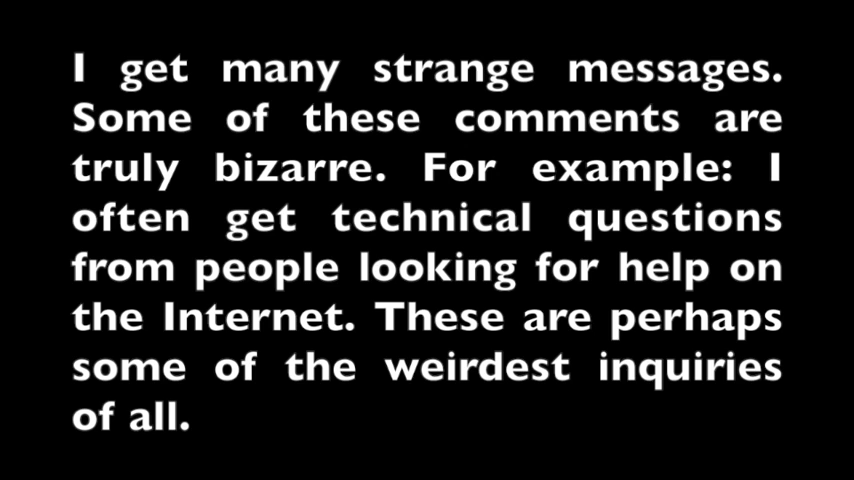 I get many strange messages.
Some of these comments are
truly bizarre. For example: I
often get technical questions
from people looking for help on
the Internet. These are perhaps
some of the weirdest inquiries
of all.